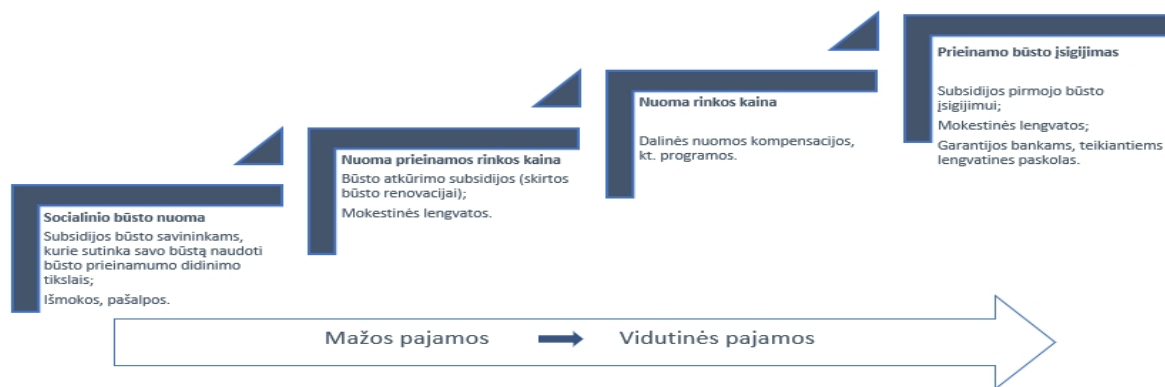 Socialinio būsto nuoma
Subsidijos būsto savininkams,
kurie sutinka savo būstą naudoti
būsto prieinamumo didinimo
tikslais;
Išmokos, pašalpos.
Nuoma prieinamos rinkos kaina
Būsto atkūrimo subsidijos (skirtos
būsto renovacijai);
Mokestinės lengvatos.
Nuoma rinkos kaina
Dalinės nuomos kompensacijos,
kt. programos.
Prieinamo būsto įsigijimas
Subsidijos pirmojo būsto
įsigijimui;
Mokestinės lengvatos;
Garantijos bankams, teikiantiems
lengvatines paskolas.
Mažos pajamos
Vidutinės pajamos